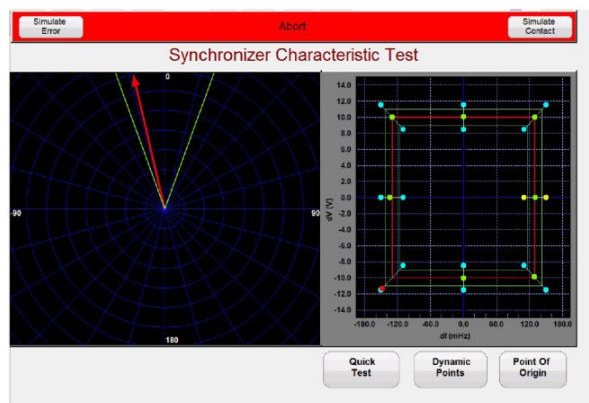 Simulate
Error
Abort
Simulate
Contact
Synchronizer Characteristic Test
0
-90
90
180
14.0
12.0
10.0
8.0
6.0
4.0
2.0
0.0
-2.0
-4.0
-6.0
-8.0
-10.0
-12.0
-14.0
dV (V)
-180.0 -120.0 -60.0 0.0 60.0 120.0 180.0
df (mHz)
Quick
Test
Dynamic
Points
Point Of
Origin